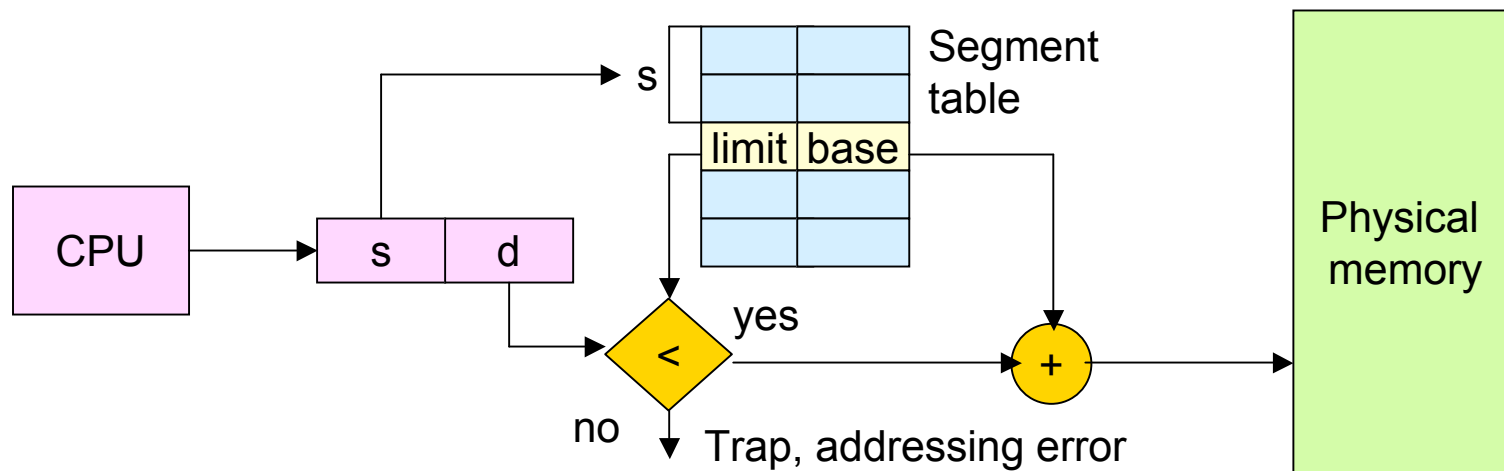 s
Segment
table
limit
base
CPU
s
d
Physical
memory
yes
<
+
no
Trap, addressing error